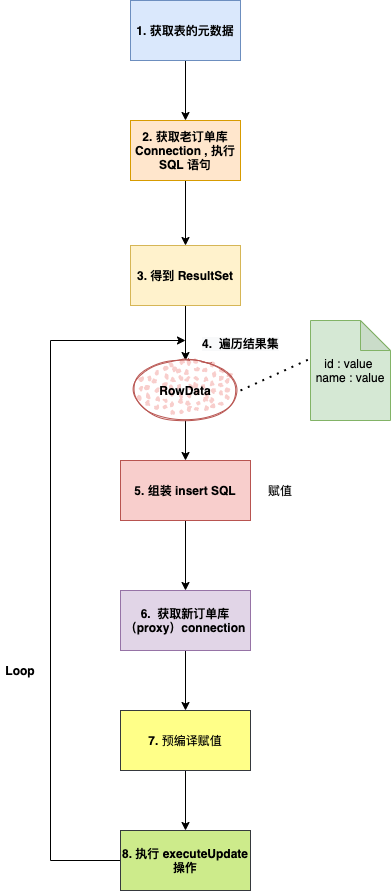 1. 获取表的元数据
2. 获取老订单库
Connection , 执行
SQL 语句
3. 得到 ResultSet
4. 遍历结果集
RowData
id : value
name : value
5. 组装 insert SQL
赋值
6. 获取新订单库
（proxy）connection
Loop
7. 预编译赋值
8. 执行 executeUpdate
操作